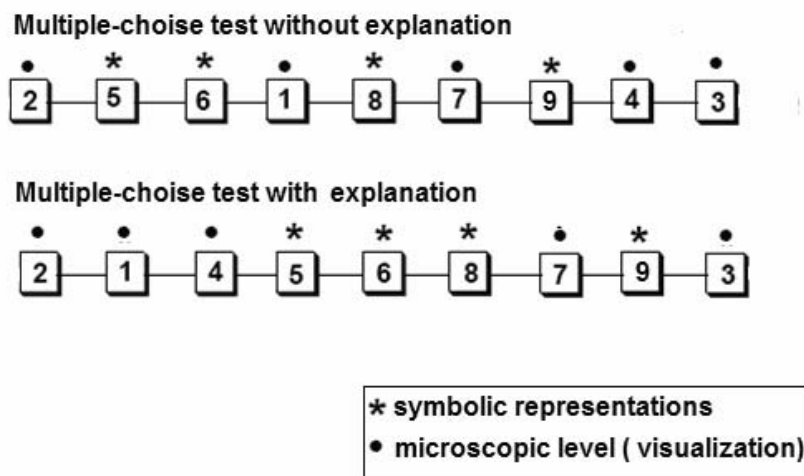 Multiple-choise test without explanation
• * * • * • * • •
2 5 6 1 8 7 9 4 3
Multiple-choise test with explanation
• • • * * * • * •
2 1 4 5 6 8 7 9 3
* symbolic representations
• microscopic level ( visualization)